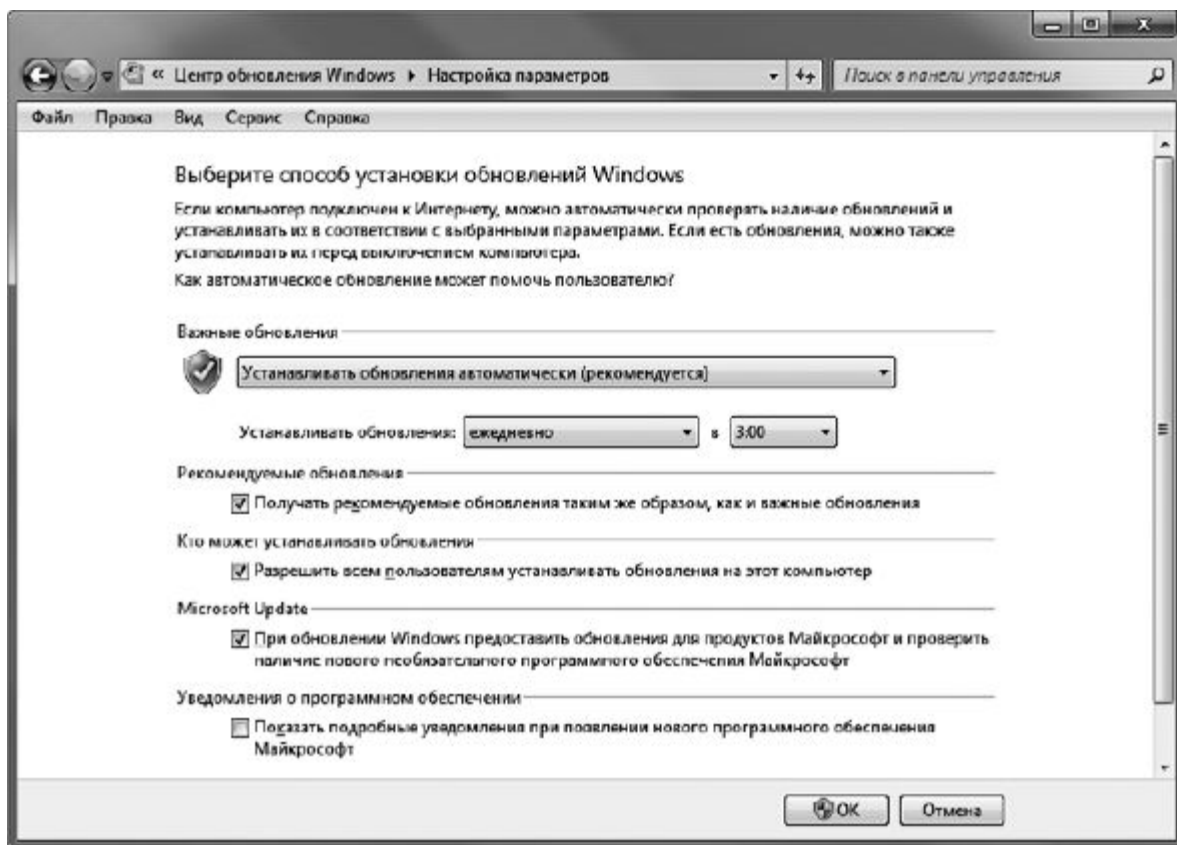 « Центр обновления Windows ▸ Настройка параметров
Поиск в панели управления
Файл Правка Вид Сервис Справка
Выберите способ установки обновлений Windows
Если компьютер подключен к Интернету, можно автоматически проверять наличие обновлений и
устанавливать их в соответствии с выбранными параметрами. Если есть обновления, можно также
устанавливать их перед выключением компьютера.
Как автоматическое обновление может помочь пользователю?
Важные обновления
Устанавливать обновления автоматически (рекомендуется)
Устанавливать обновления: ежедневно в 3:00
Рекомендуемые обновления
Получать рекомендуемые обновления таким же образом, как и важные обновления
Кто может устанавливать обновления
Разрешить всем пользователям устанавливать обновления на этот компьютер
Microsoft Update
При обновлении Windows предоставить обновления для продуктов Майкрософт и проверить
наличие нового необязательного программного обеспечения Майкрософт
Уведомления о программном обеспечении
Показать подробные уведомления при появлении нового программного обеспечения
Майкрософт
OK Отмена